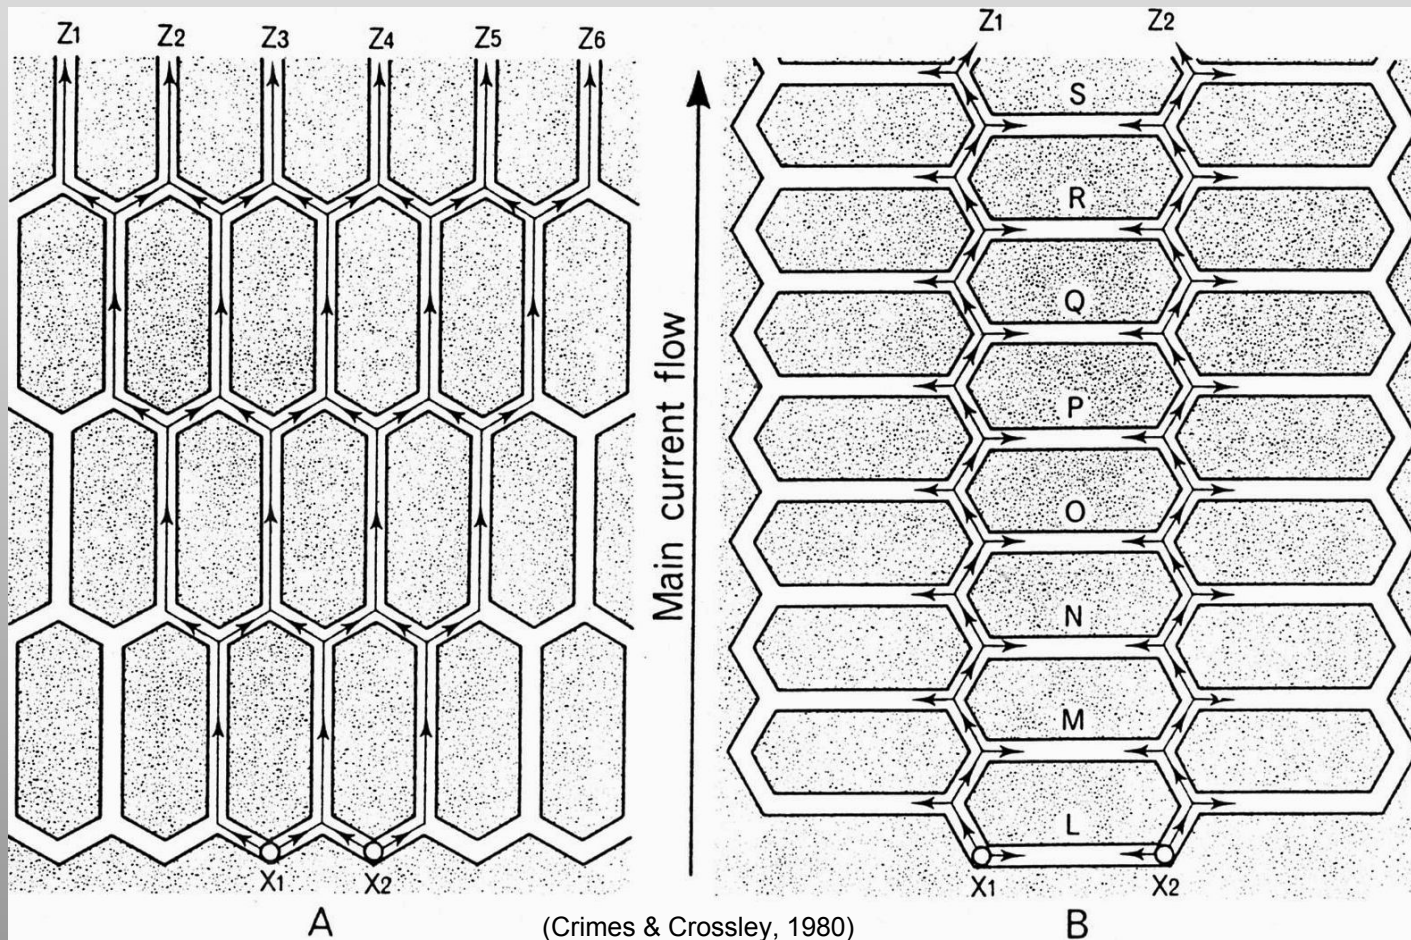 Z1 Z2 Z3 Z4 Z5 Z6
Z1 Z2
S
R
Q
P
O
N
M
L
Main current flow
X1 X2
X1 X2
A
(Crimes & Crossley, 1980)
B